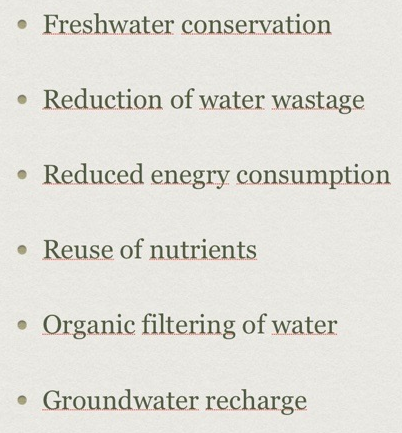 Freshwater conservation
Reduction of water wastage
Reduced enegry consumption
Reuse of nutrients
Organic filtering of water
Groundwater recharge